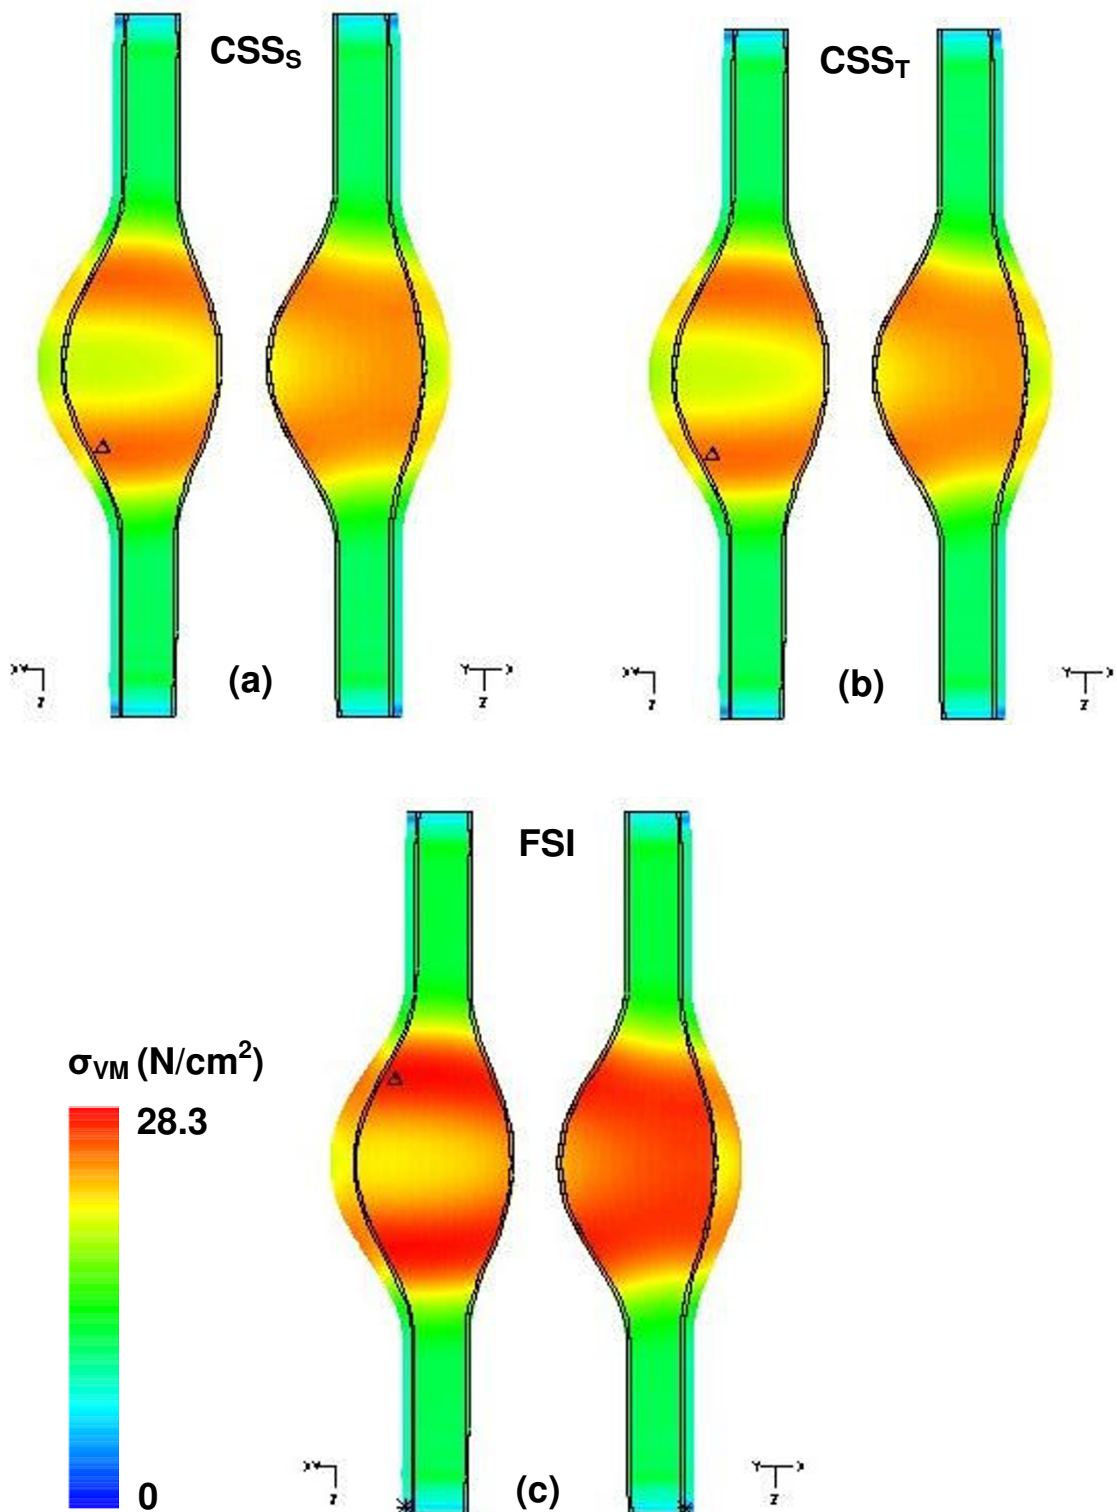 CSSS
CSST
X Y
Z
(a)
Y X
Z
X Y
Z
(b)
Y X
Z
FSI
σVM (N/cm2)
28.3
0
X Y
Z
(c)
Y X
Z